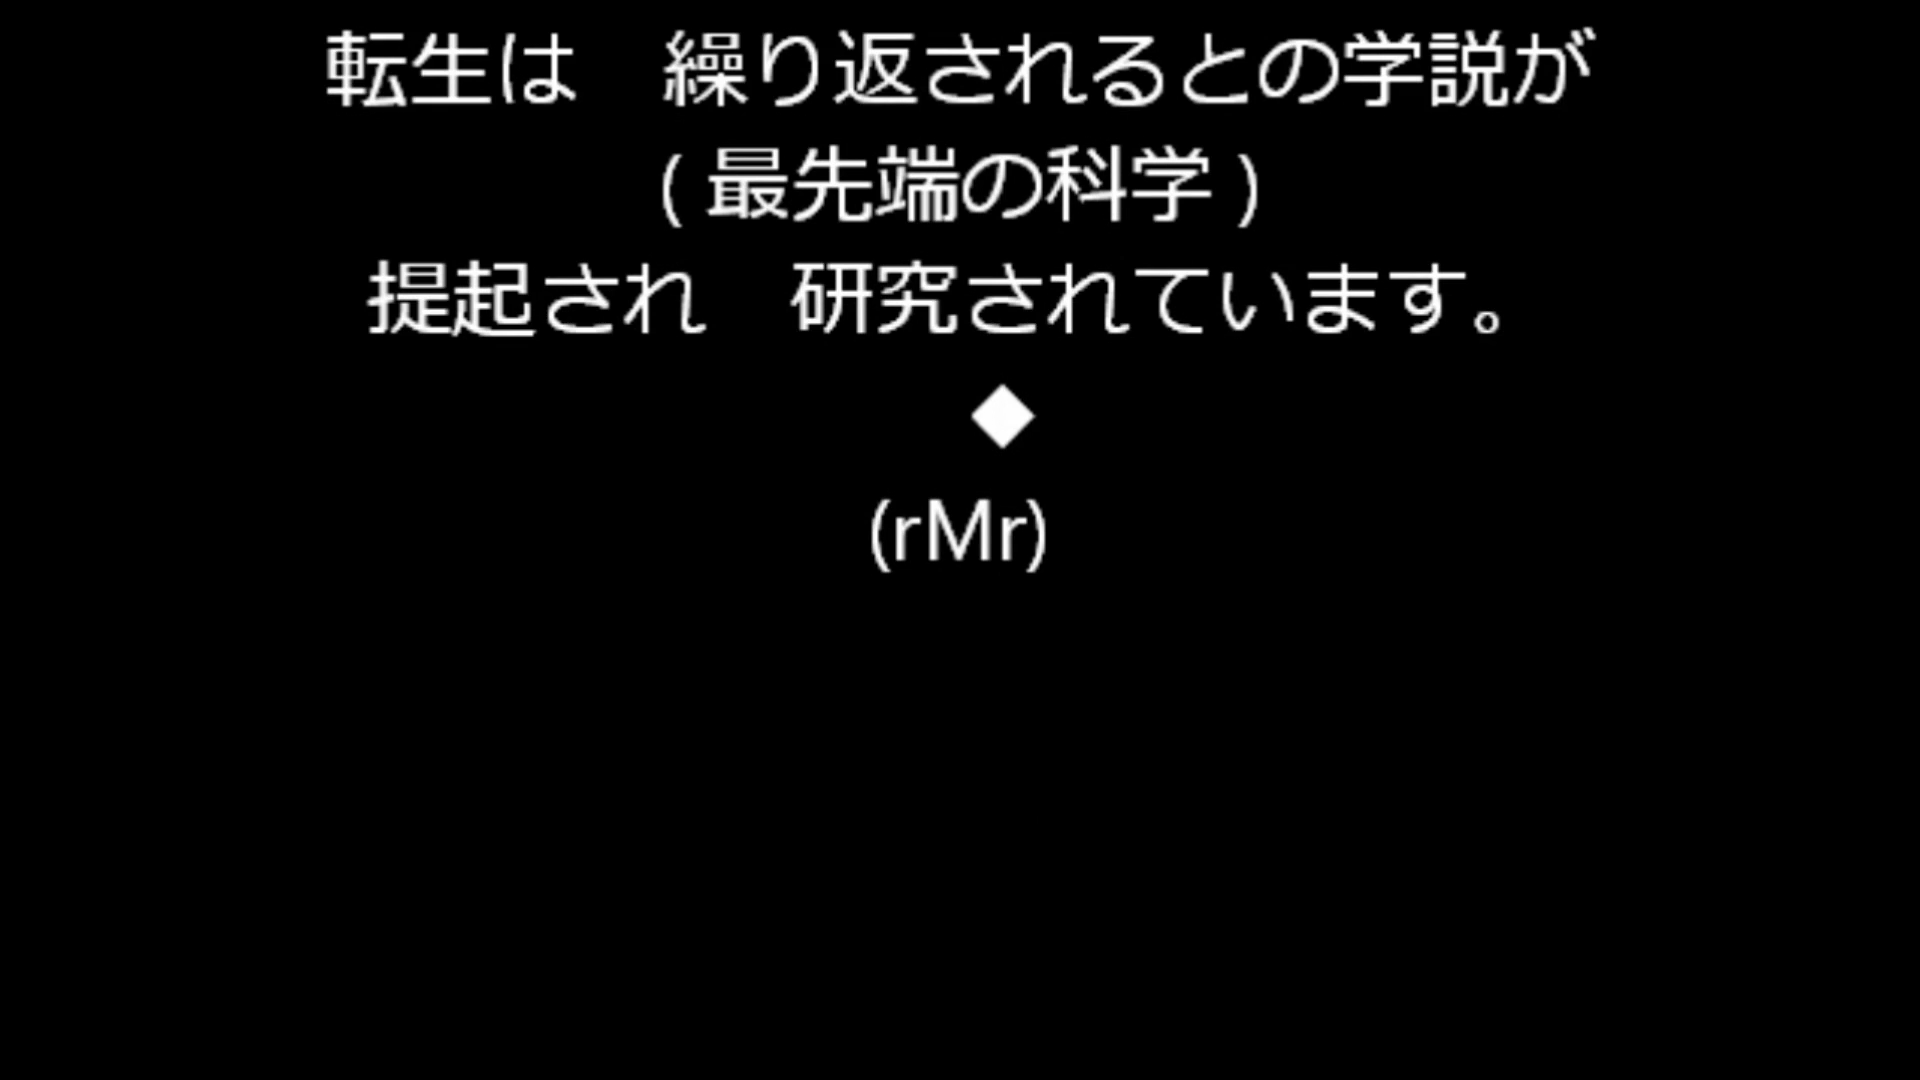 転生は　繰り返されるとの学説が
( 最先端の科学 )
提起され　研究されています。
◆
(rMr)